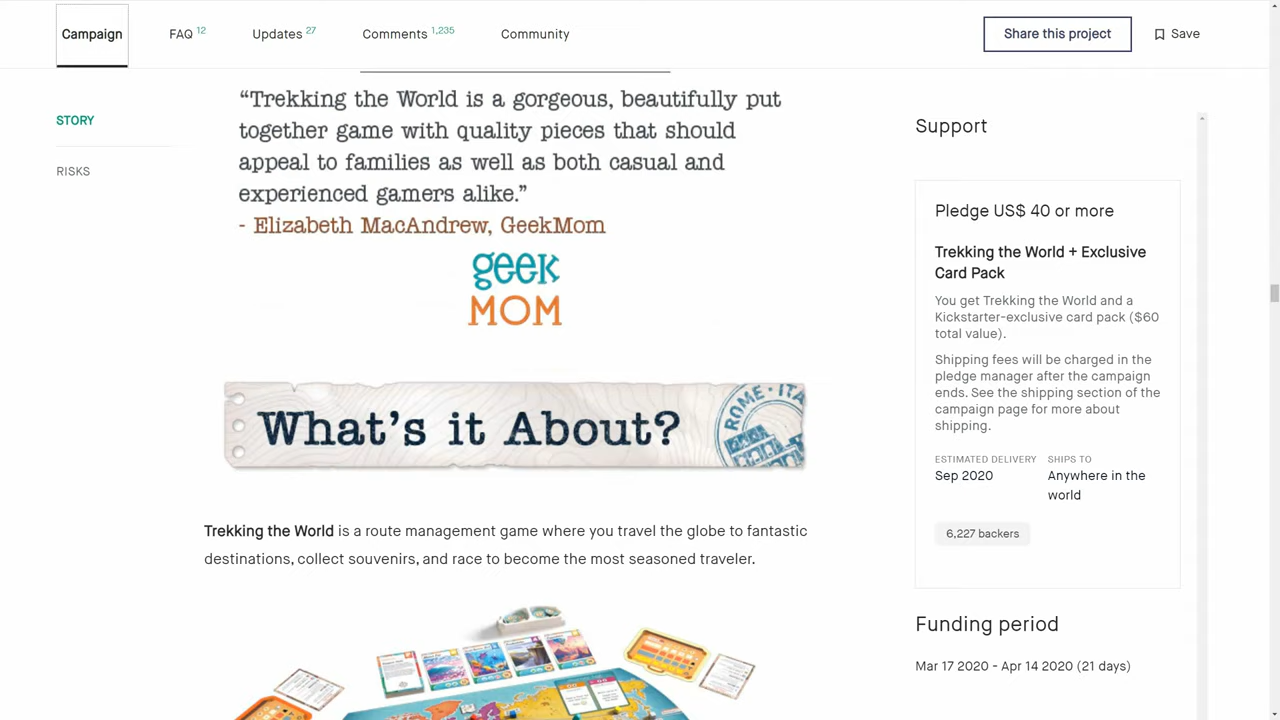 Campaign
FAQ 12
Updates 27
Comments 1,235
Community
Share this project
Save
STORY
RISKS
“Trekking the World is a gorgeous, beautifully put
together game with quality pieces that should
appeal to families as well as both casual and
experienced gamers alike.”
- Elizabeth MacAndrew, GeekMom
geek
MOM
What’s it About?
ROME · ITA
Trekking the World is a route management game where you travel the globe to fantastic
destinations, collect souvenirs, and race to become the most seasoned traveler.
Support
Pledge US$ 40 or more
Trekking the World + Exclusive
Card Pack
You get Trekking the World and a
Kickstarter-exclusive card pack ($60
total value).
Shipping fees will be charged in the
pledge manager after the campaign
ends. See the shipping section of the
campaign page for more about
shipping.
ESTIMATED DELIVERY
Sep 2020
SHIPS TO
Anywhere in the
world
6,227 backers
Funding period
Mar 17 2020 - Apr 14 2020 (21 days)